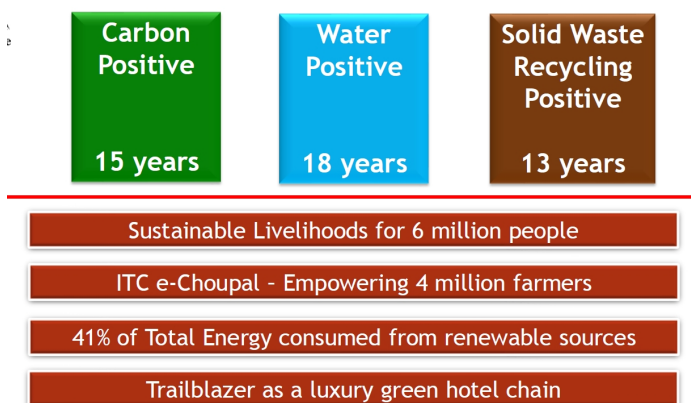 Carbon
Positive
15 years
Water
Positive
18 years
Solid Waste
Recycling
Positive
13 years
Sustainable Livelihoods for 6 million people
ITC e-Choupal – Empowering 4 million farmers
41% of Total Energy consumed from renewable sources
Trailblazer as a luxury green hotel chain